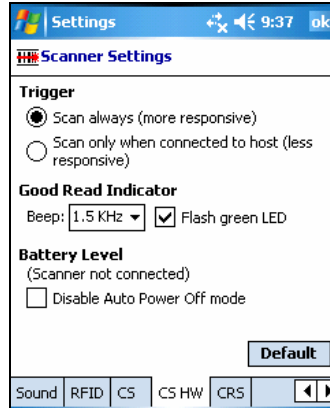 Settings 9:37 ok
Scanner Settings
Trigger
Scan always (more responsive)
Scan only when connected to host (less
responsive)
Good Read Indicator
Beep: 1.5 KHz Flash green LED
Battery Level
(Scanner not connected)
Disable Auto Power Off mode
Default
Sound RFID CS CS HW CRS